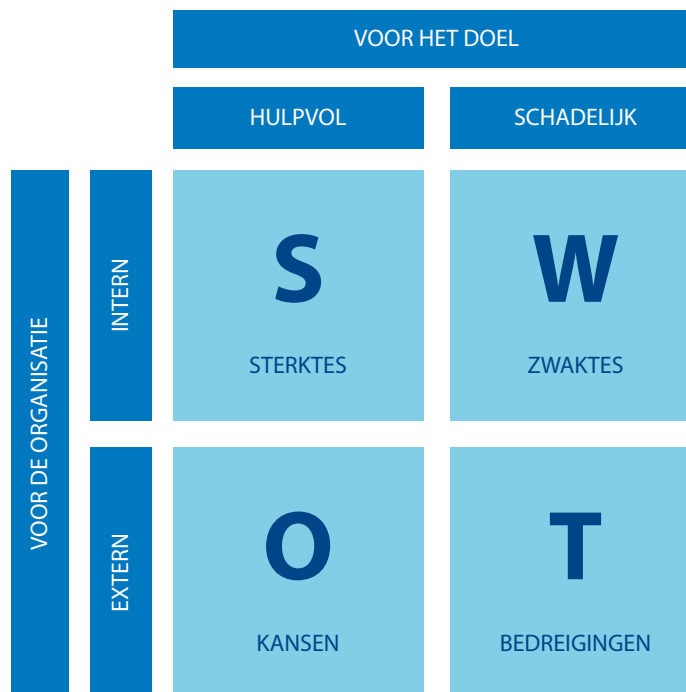 VOOR HET DOEL
HULPVOL
SCHADELIJK
VOOR DE ORGANISATIE
INTERN
S
STERKTES
W
ZWAKTES
EXTERN
O
KANSEN
T
BEDREIGINGEN